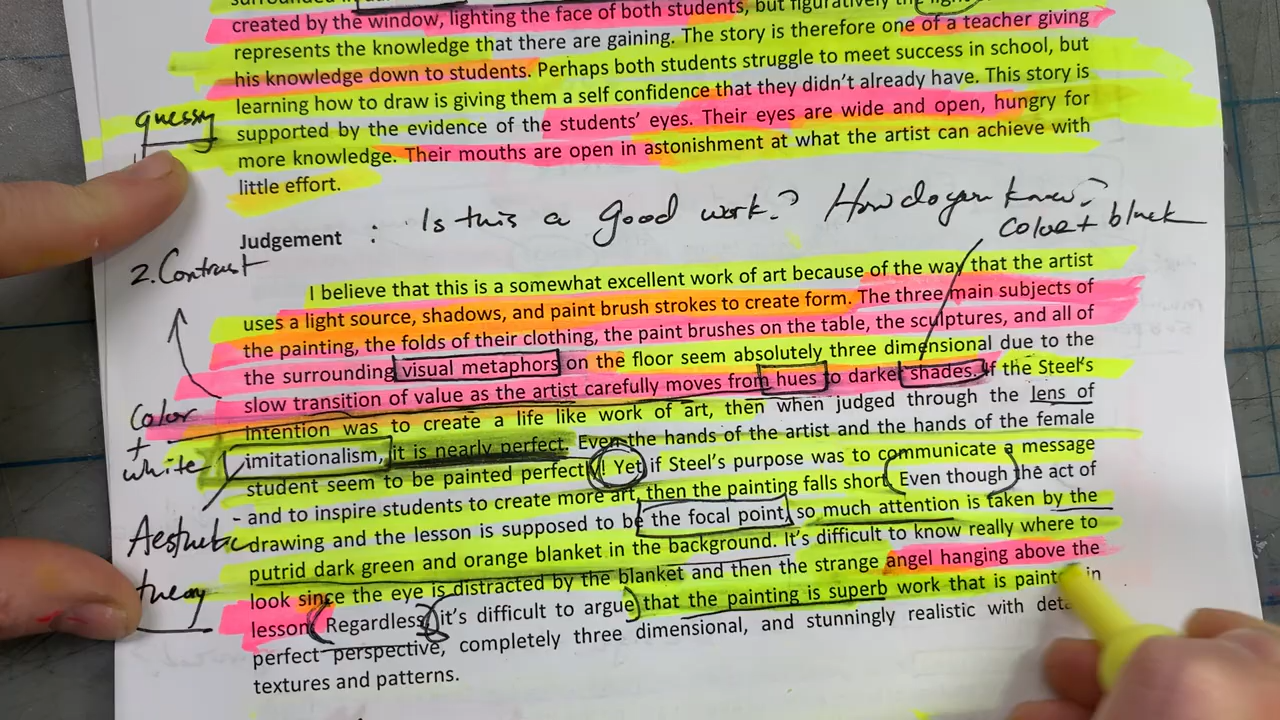 created by the window, lighting the face of both students, but figuratively the
represents the knowledge that there are gaining. The story is therefore one of a teacher giving
his knowledge down to students. Perhaps both students struggle to meet success in school, but
learning how to draw is giving them a self confidence that they didn't already have. This story is
guessy
supported by the evidence of the students' eyes. Their eyes are wide and open, hungry for
more knowledge. Their mouths are open in astonishment at what the artist can achieve with
little effort.
Judgement : Is this a good work? How do you know?
2. Contrast
color + black
I believe that this is a somewhat excellent work of art because of the way that the artist
uses a light source, shadows, and paint brush strokes to create form. The three main subjects of
the painting, the folds of their clothing, the paint brushes on the table, the sculptures, and all of
the surrounding visual metaphors on the floor seem absolutely three dimensional due to the
slow transition of value as the artist carefully moves from hues to darker shades. If the Steel's
Color
+
white
intention was to create a life like work of art, then when judged through the lens of
imitationalism, it is nearly perfect. Even the hands of the artist and the hands of the female
student seem to be painted perfectly! Yet if Steel's purpose was to communicate a message
- and to inspire students to create more art, then the painting falls short. Even though the act of
Aesthetic
theory
drawing and the lesson is supposed to be the focal point, so much attention is taken by the
putrid dark green and orange blanket in the background. It's difficult to know really where to
look since the eye is distracted by the blanket and then the strange angel hanging above the
lesson. Regardless, it's difficult to argue that the painting is superb work that is painted in
perfect perspective, completely three dimensional, and stunningly realistic with
textures and patterns.